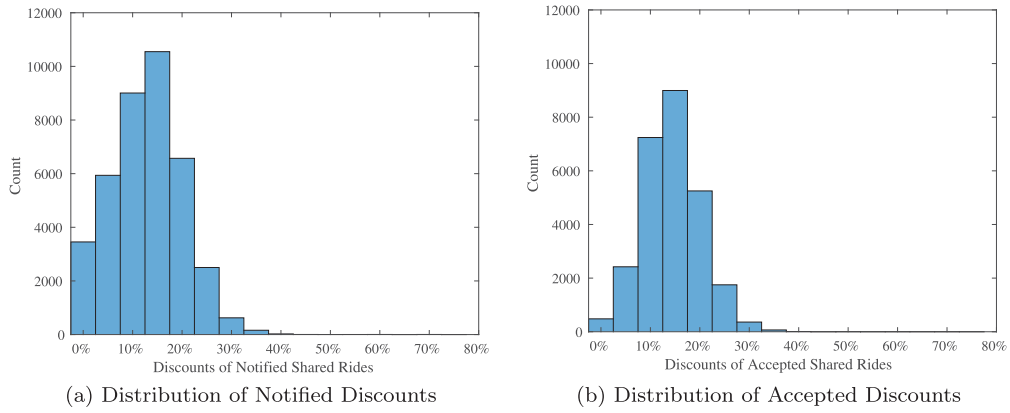 12000
10000
8000
6000
4000
2000
0
Count
0% 10% 20% 30% 40% 50% 60% 70% 80%
Discounts of Notified Shared Rides
(a) Distribution of Notified Discounts
12000
10000
8000
6000
4000
2000
0
Count
0% 10% 20% 30% 40% 50% 60% 70% 80%
Discounts of Accepted Shared Rides
(b) Distribution of Accepted Discounts